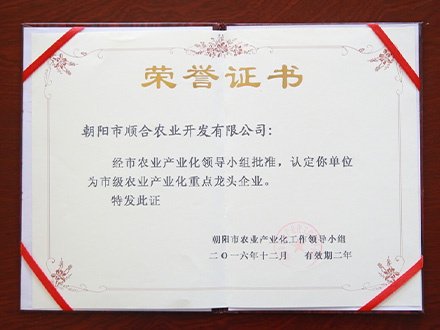 荣誉证书
朝阳市顺合农业开发有限公司:
经市农业产业化领导小组批准，认定你单位
为市级农业产业化重点龙头企业。
特发此证
朝阳市农业产业化工作领导小组
二〇一六年十二月 有效期二年